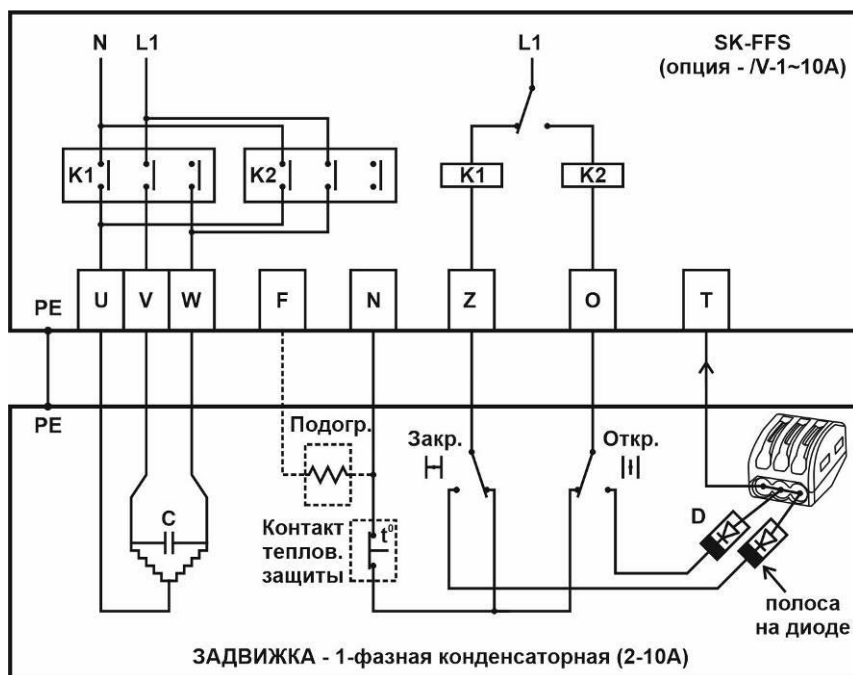 N L1 L1 SK-FFS
(опция - /V-1~10A)
K1 K2 K1 K2
PE U V W F N Z O T
PE
Подогр. Закр. Откр.
C D
Контакт t⁰
теплов.
защиты
полоса
на диоде
ЗАДВИЖКА - 1-фазная конденсаторная (2-10А)